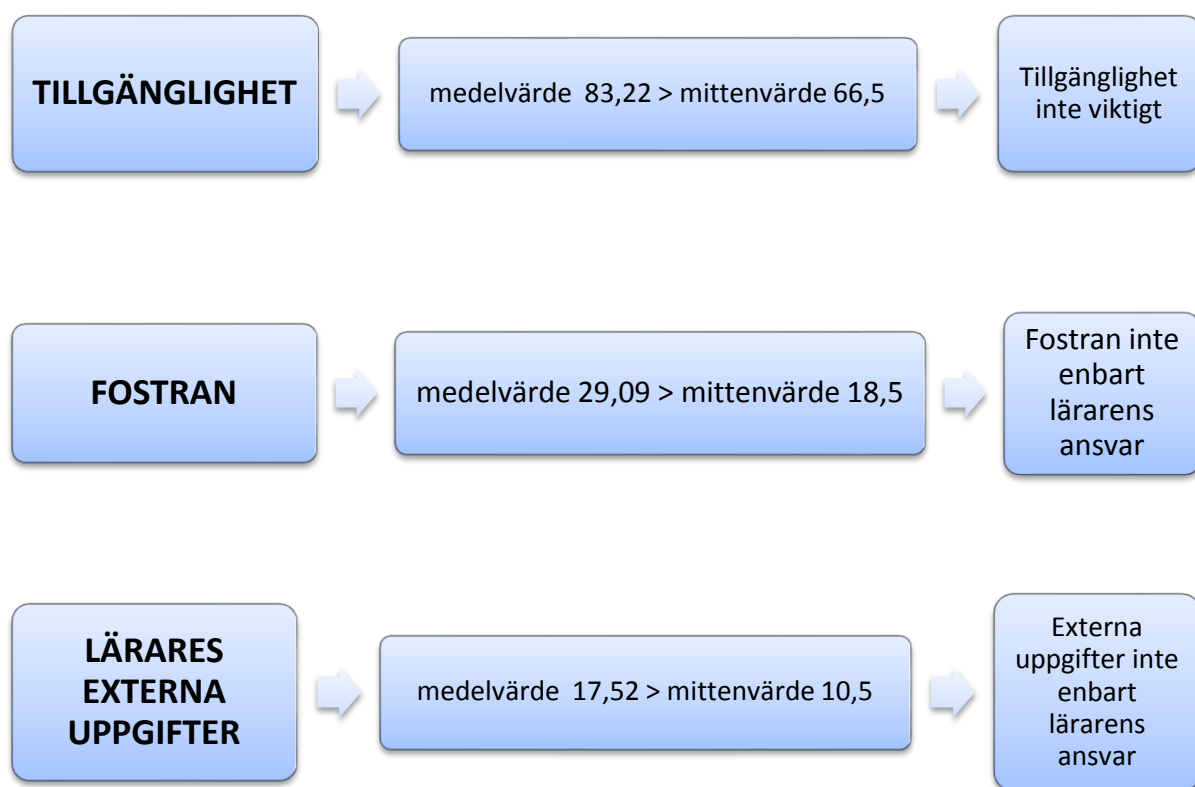 TILLGÄNGLIGHET
medelvärde 83,22 > mittenvärde 66,5
Tillgänglighet
inte viktigt
FOSTRAN
medelvärde 29,09 > mittenvärde 18,5
Fostran inte
enbart
lärarens
ansvar
LÄRARES
EXTERNA
UPPGIFTER
medelvärde 17,52 > mittenvärde 10,5
Externa
uppgifter inte
enbart
lärarens
ansvar